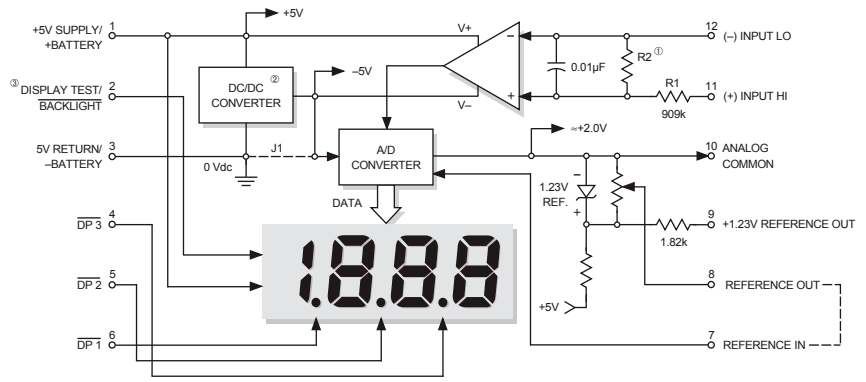 +5V SUPPLY/
+BATTERY
1
③ DISPLAY TEST/
BACKLIGHT
2
5V RETURN/
–BATTERY
3
DP 3
4
DP 2
5
DP 1
6
+5V
DC/DC ②
CONVERTER
–5V
0 Vdc
J1
V+
V–
–
+
A/D
CONVERTER
DATA
1.8.8.8
0.01µF
R2 ①
R1
909k
≈+2.0V
–
1.23V
REF.
+
1.82k
+5V
12 (–) INPUT LO
11 (+) INPUT HI
10 ANALOG
COMMON
9 +1.23V REFERENCE OUT
8 REFERENCE OUT
7 REFERENCE IN